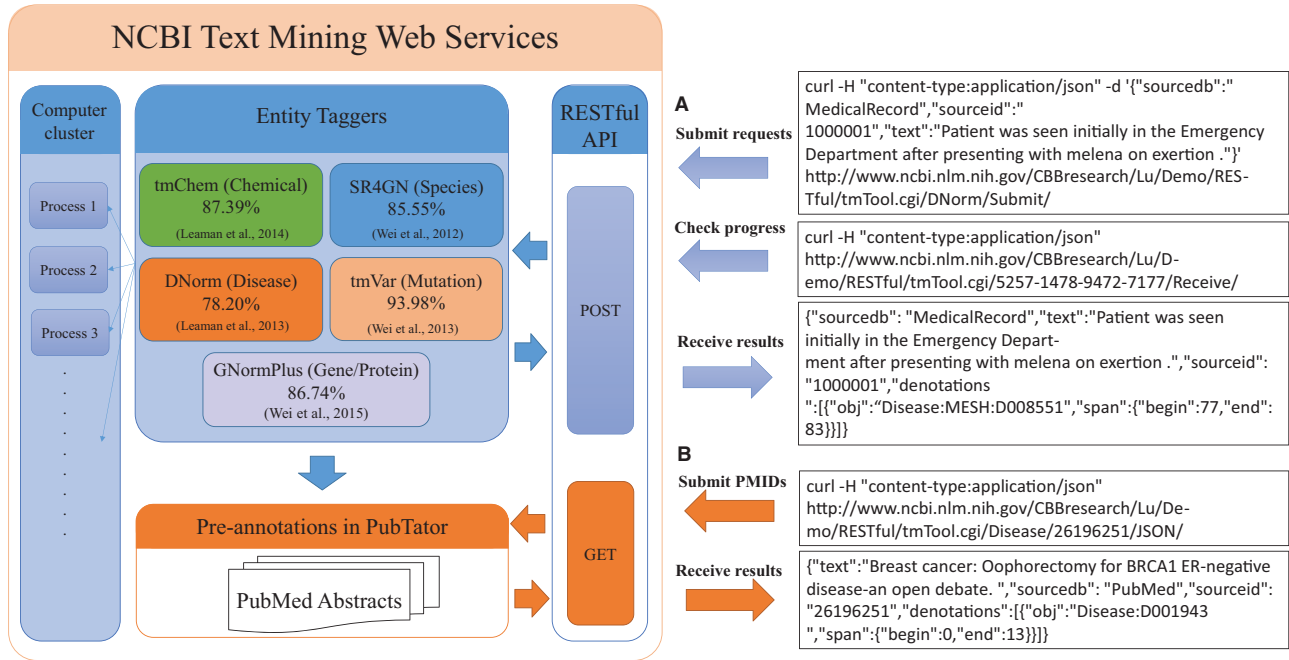 NCBI Text Mining Web Services
Computer
cluster
Process 1
Process 2
Process 3
Entity Taggers
tmChem (Chemical)
87.39%
(Leaman et al., 2014)
SR4GN (Species)
85.55%
(Wei et al., 2012)
DNorm (Disease)
78.20%
(Leaman et al., 2013)
tmVar (Mutation)
93.98%
(Wei et al., 2013)
GNormPlus (Gene/Protein)
86.74%
(Wei et al., 2015)
Pre-annotations in PubTator
PubMed Abstracts
RESTful
API
POST
GET
A
Submit requests
curl -H "content-type:application/json" -d '{"sourcedb":"
MedicalRecord","sourceid":"
1000001","text":"Patient was seen initially in the Emergency
Department after presenting with melena on exertion ."}'
http://www.ncbi.nlm.nih.gov/CBBresearch/Lu/Demo/RES-
Tful/tmTool.cgi/DNorm/Submit/
Check progress
curl -H "content-type:application/json"
http://www.ncbi.nlm.nih.gov/CBBresearch/Lu/D-
emo/RESTful/tmTool.cgi/5257-1478-9472-7177/Receive/
Receive results
{"sourcedb": "MedicalRecord","text":"Patient was seen
initially in the Emergency Depart-
ment after presenting with melena on exertion .","sourceid":
"1000001","denotations
":[{"obj":“Disease:MESH:D008551","span":{"begin":77,"end":
83}}]}
B
Submit PMIDs
curl -H "content-type:application/json"
http://www.ncbi.nlm.nih.gov/CBBresearch/Lu/De-
mo/RESTful/tmTool.cgi/Disease/26196251/JSON/
Receive results
{"text":"Breast cancer: Oophorectomy for BRCA1 ER-negative
disease-an open debate. ","sourcedb": "PubMed","sourceid":
"26196251","denotations":[{"obj":"Disease:D001943
","span":{"begin":0,"end":13}}]}